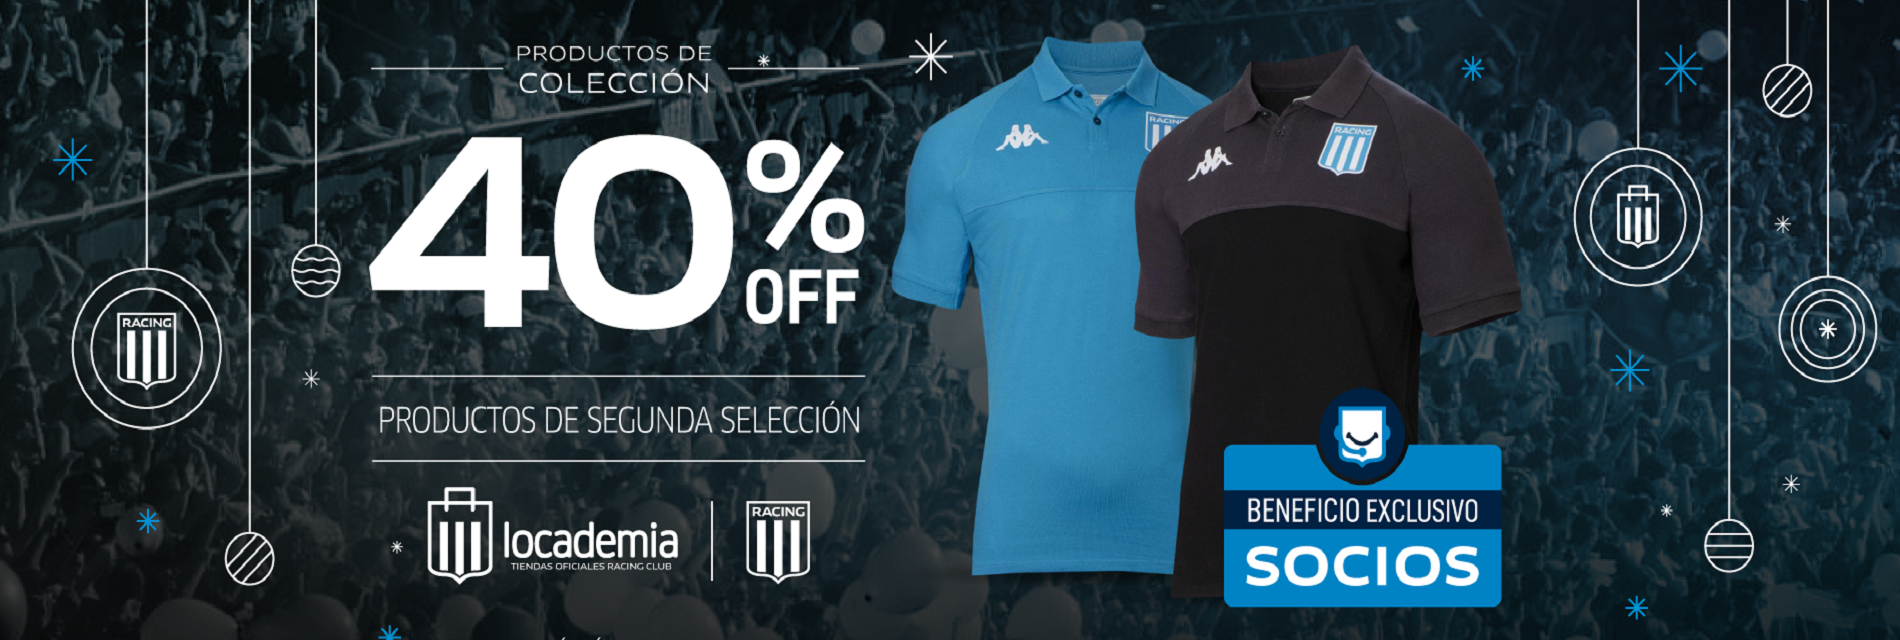 PRODUCTOS DE
COLECCIÓN
40%
OFF
PRODUCTOS DE SEGUNDA SELECCIÓN
locademia
TIENDAS OFICIALES RACING CLUB
RACING
RACING
RACING
RACING
BENEFICIO EXCLUSIVO
SOCIOS